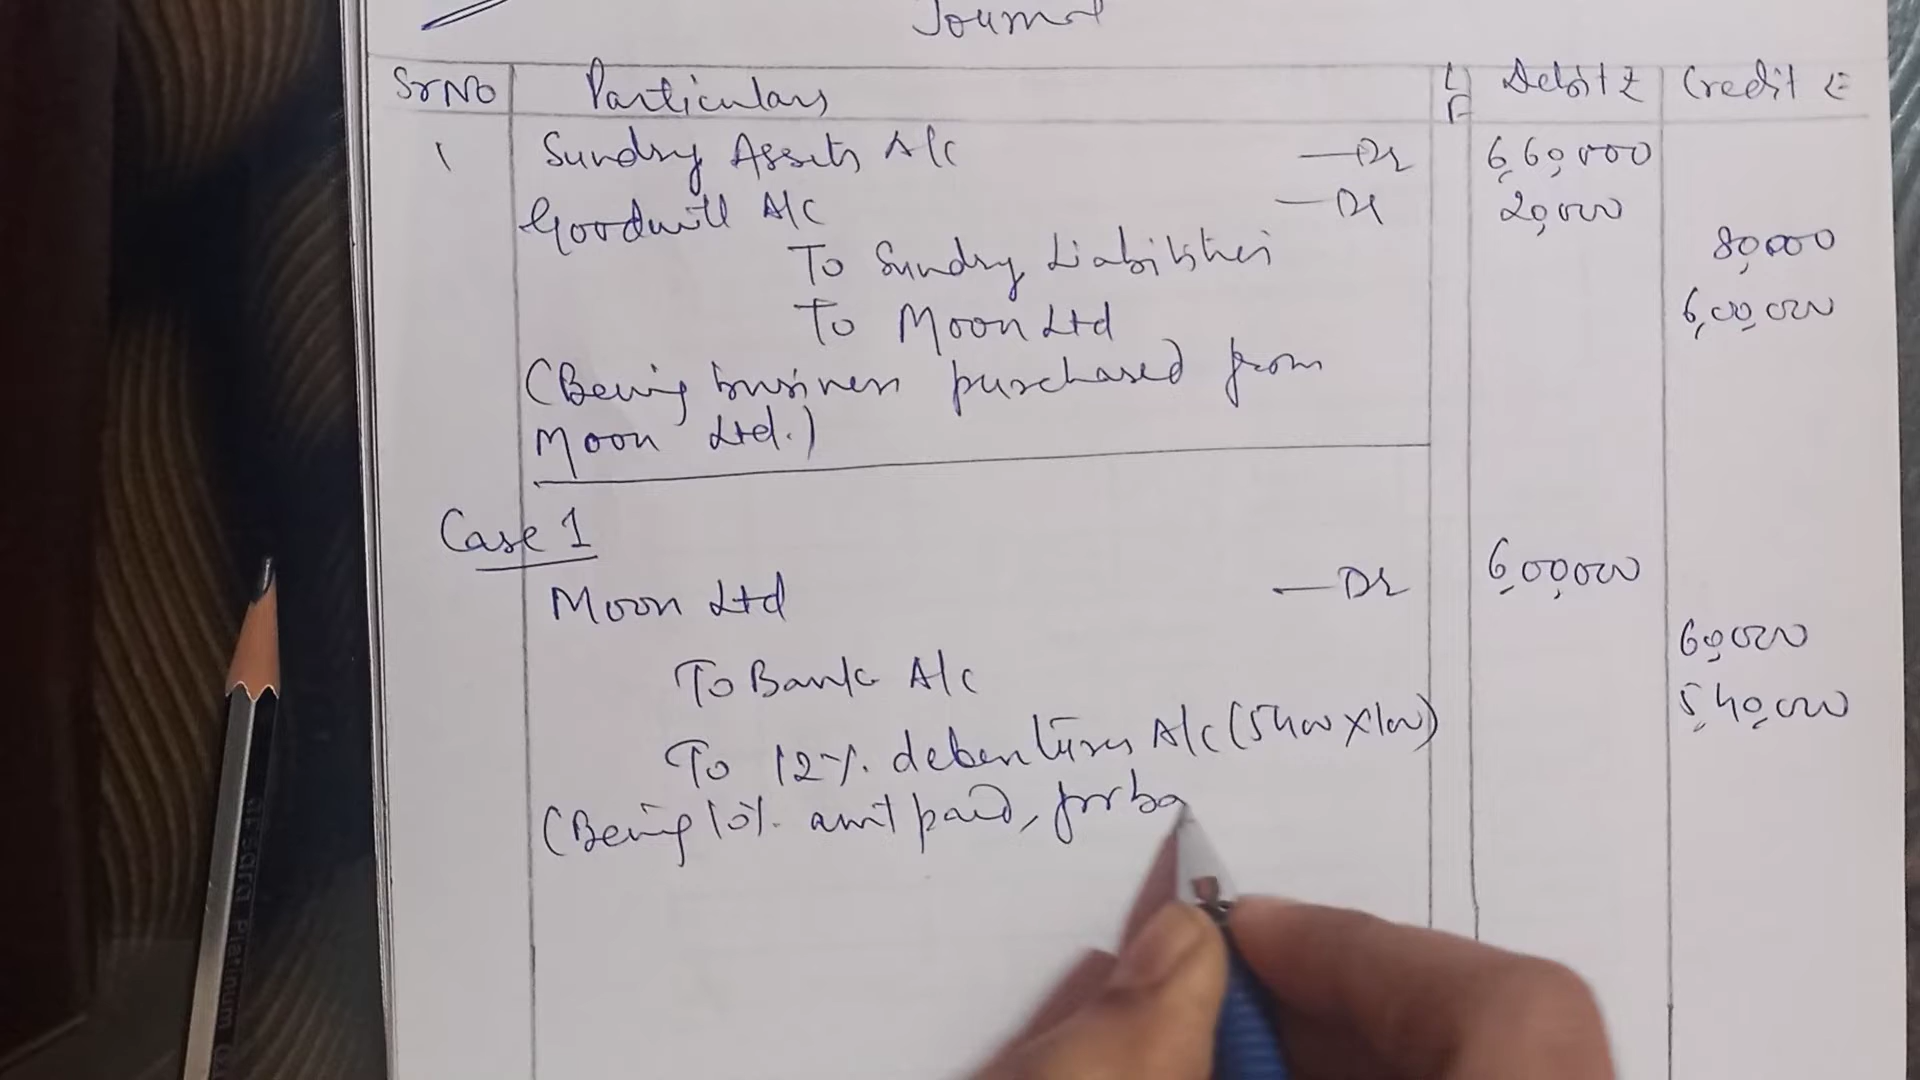 Journal
Sr No Particulars LF Debit ₹ Credit ₹
1 Sundry Assets A/c —Dr 6,60,000
Goodwill A/c —Dr 20,000
To Sundry Liabilities 80,000
To Moon Ltd 6,00,000
(Being business purchased from
Moon Ltd.)
Case 1
Moon Ltd —Dr 6,00,000
To Bank A/c 60,000
To 12% debentures A/c (5400 X 100) 5,40,000
(Being 10% amt paid, for ba
Platinum